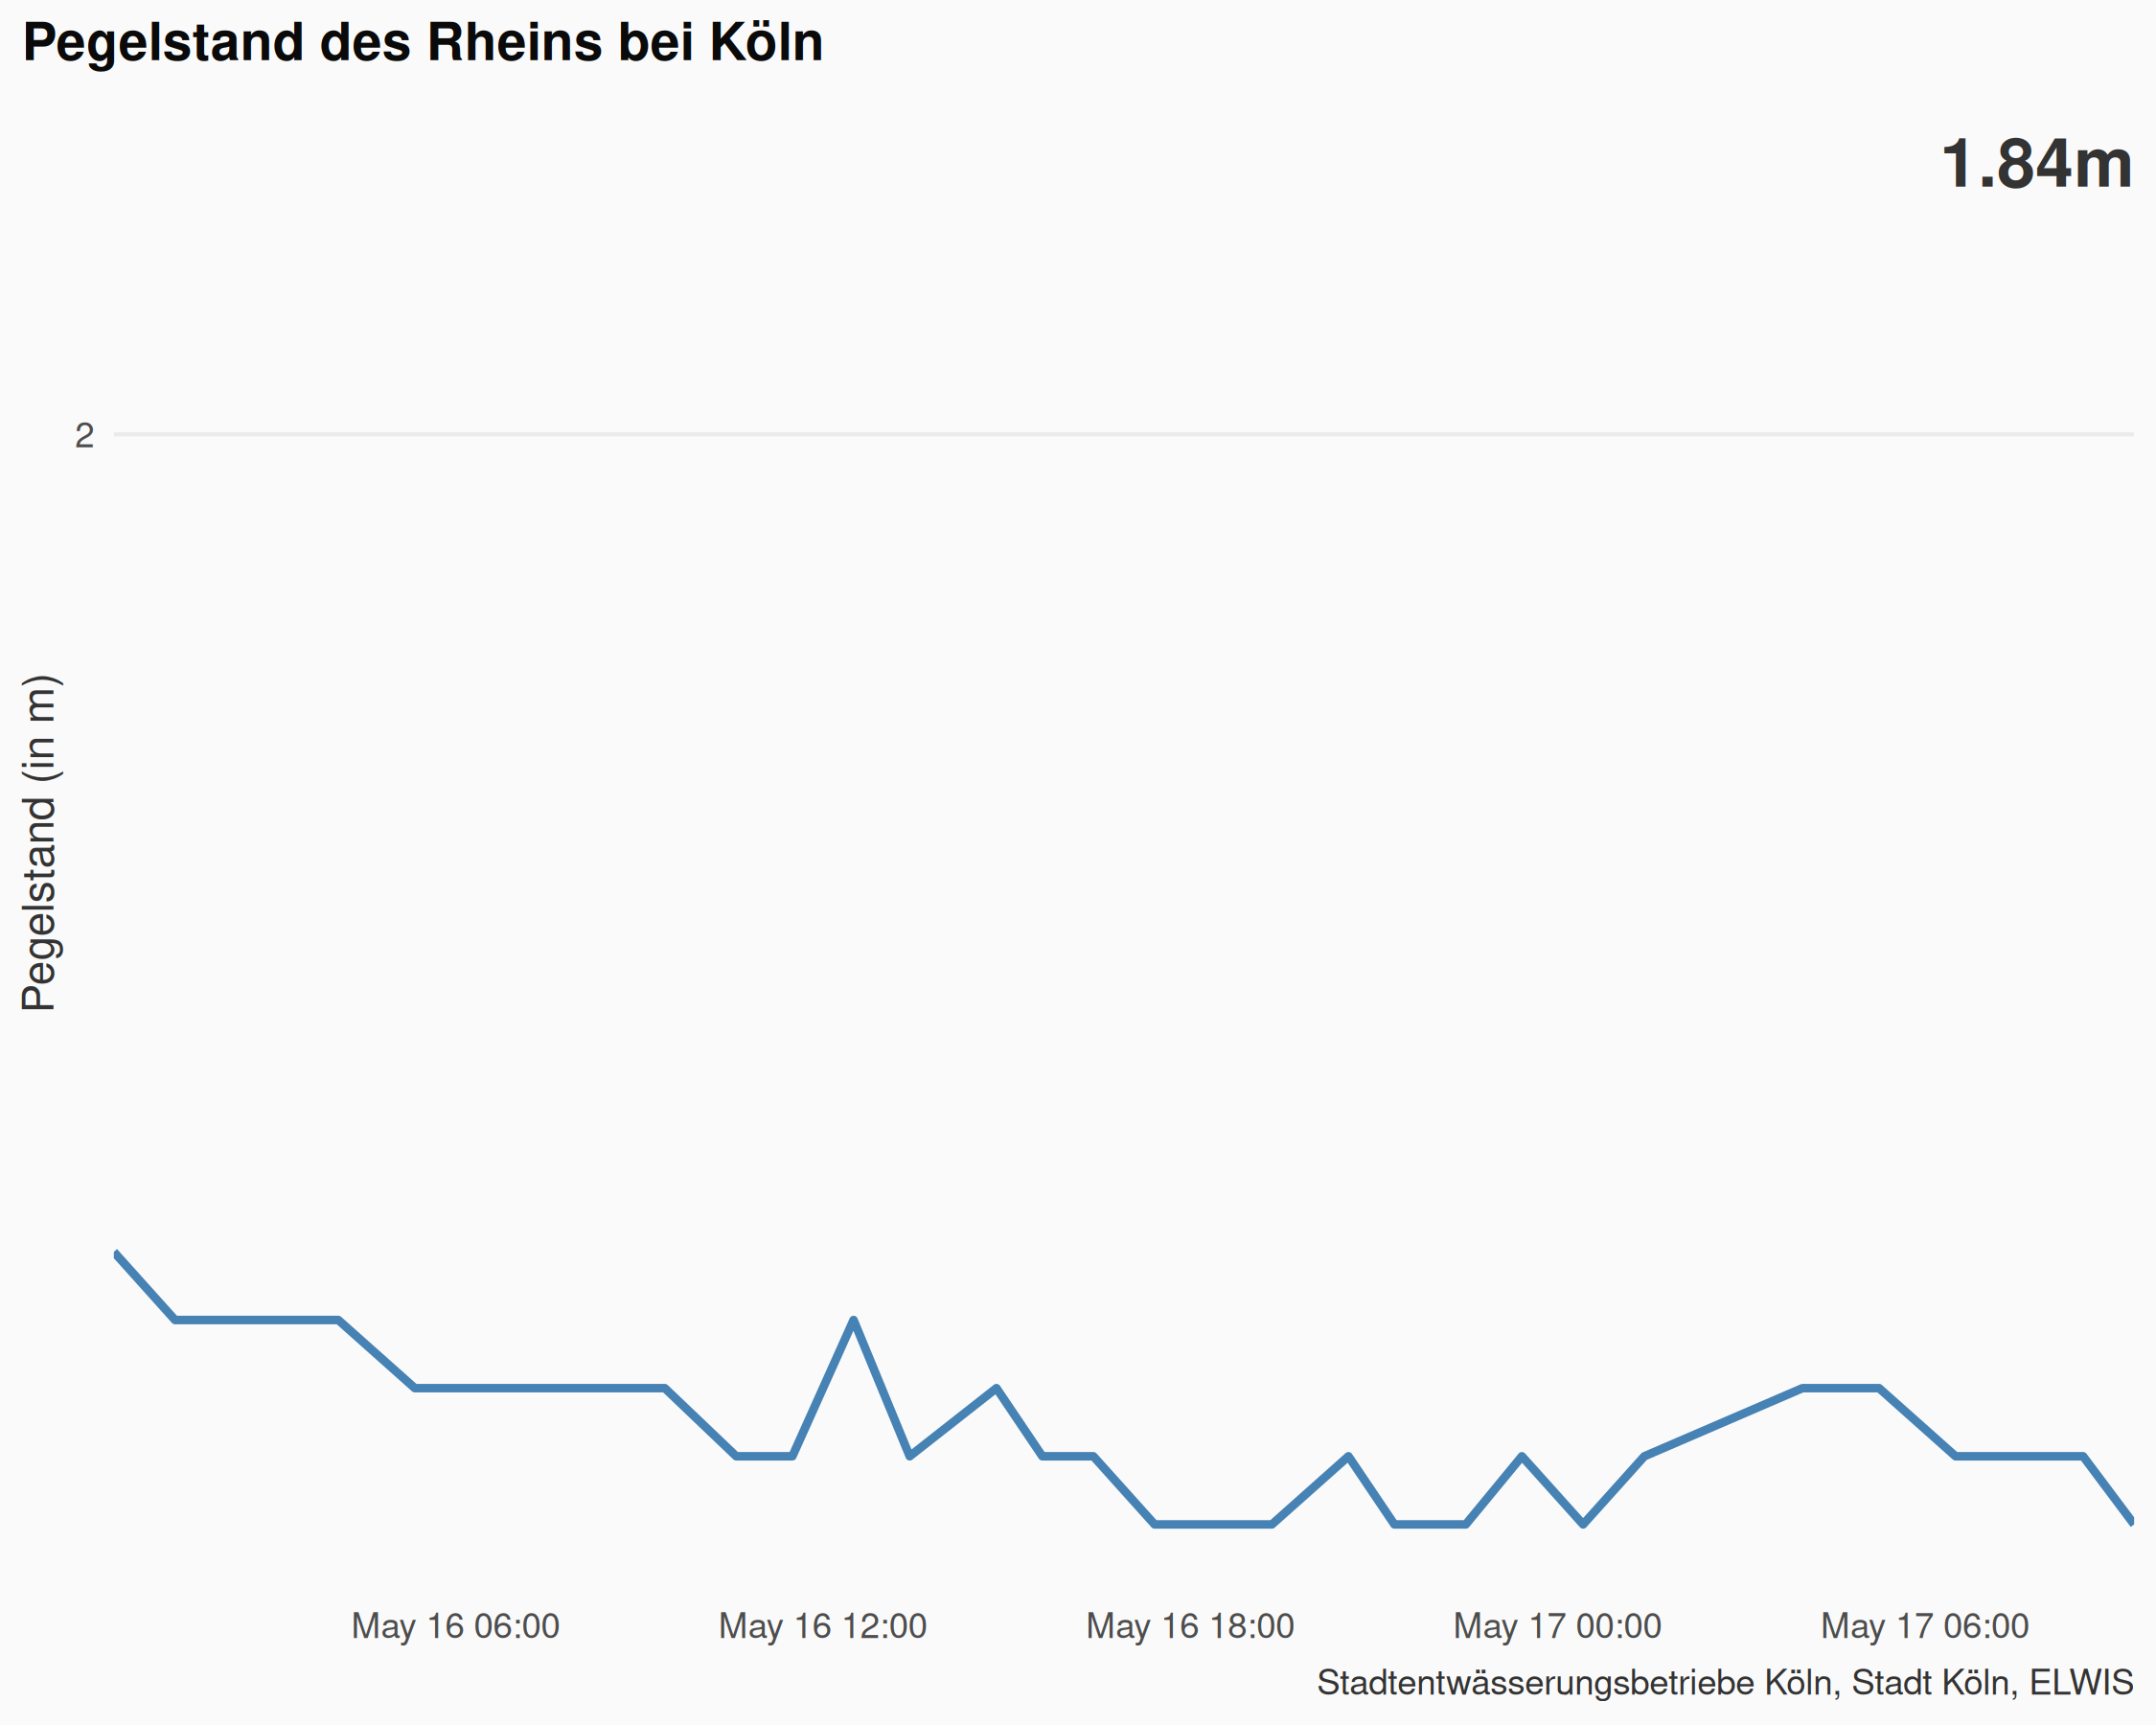 Pegelstand des Rheins bei Köln
1.84m
2
Pegelstand (in m)
May 16 06:00
May 16 12:00
May 16 18:00
May 17 00:00
May 17 06:00
Stadtentwässerungsbetriebe Köln, Stadt Köln, ELWIS